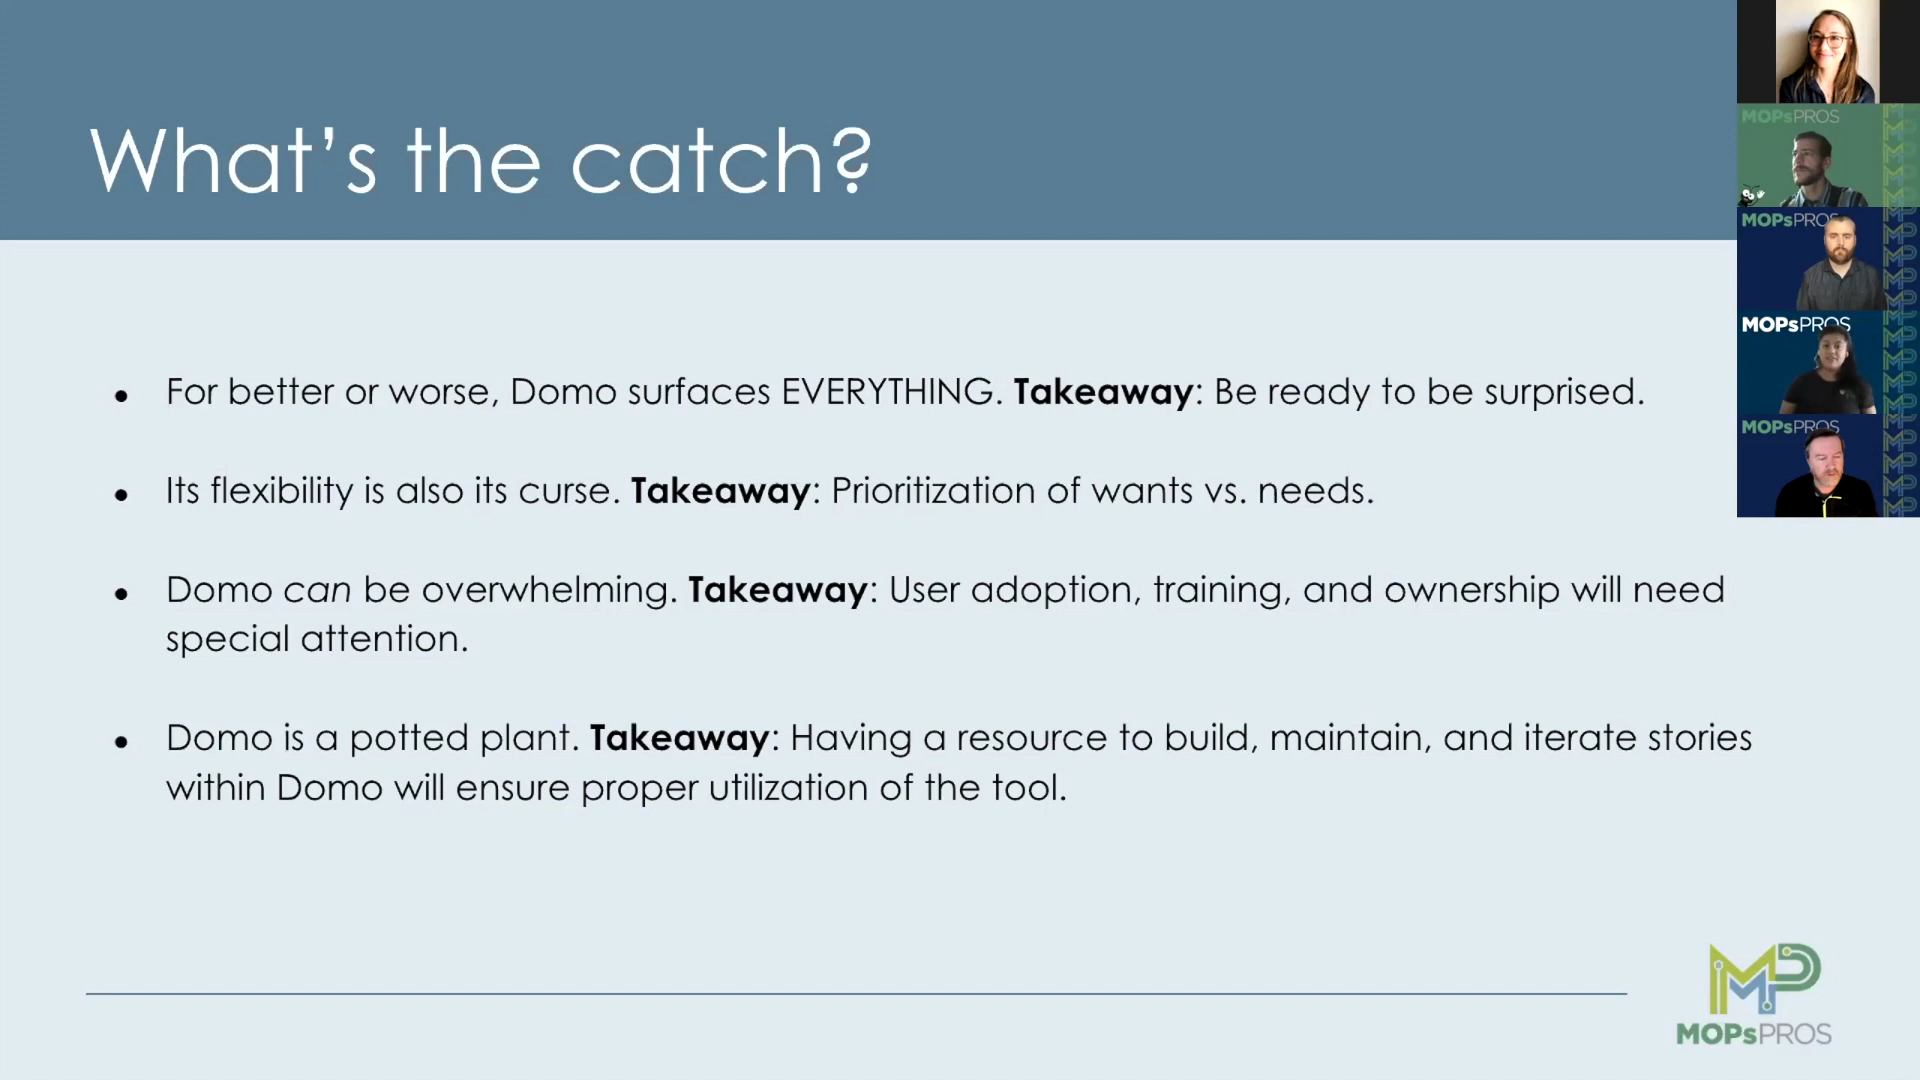 What's the catch?
● For better or worse, Domo surfaces EVERYTHING. Takeaway: Be ready to be surprised.
● Its flexibility is also its curse. Takeaway: Prioritization of wants vs. needs.
● Domo can be overwhelming. Takeaway: User adoption, training, and ownership will need
special attention.
● Domo is a potted plant. Takeaway: Having a resource to build, maintain, and iterate stories
within Domo will ensure proper utilization of the tool.
MOPsPROS
MOPsPROS
MOPsPROS
MOPsPROS
MP
MOPsPROS